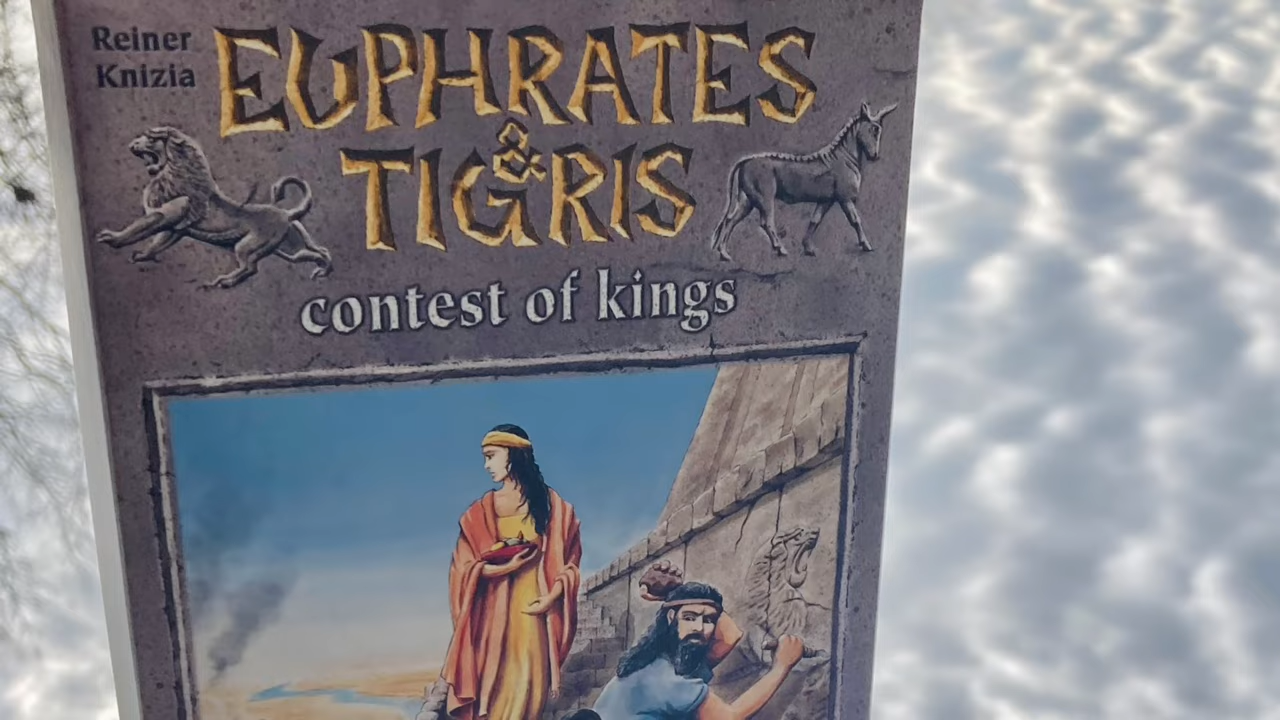 Reiner
Knizia
EUPHRATES
&
TIGRIS
contest of kings